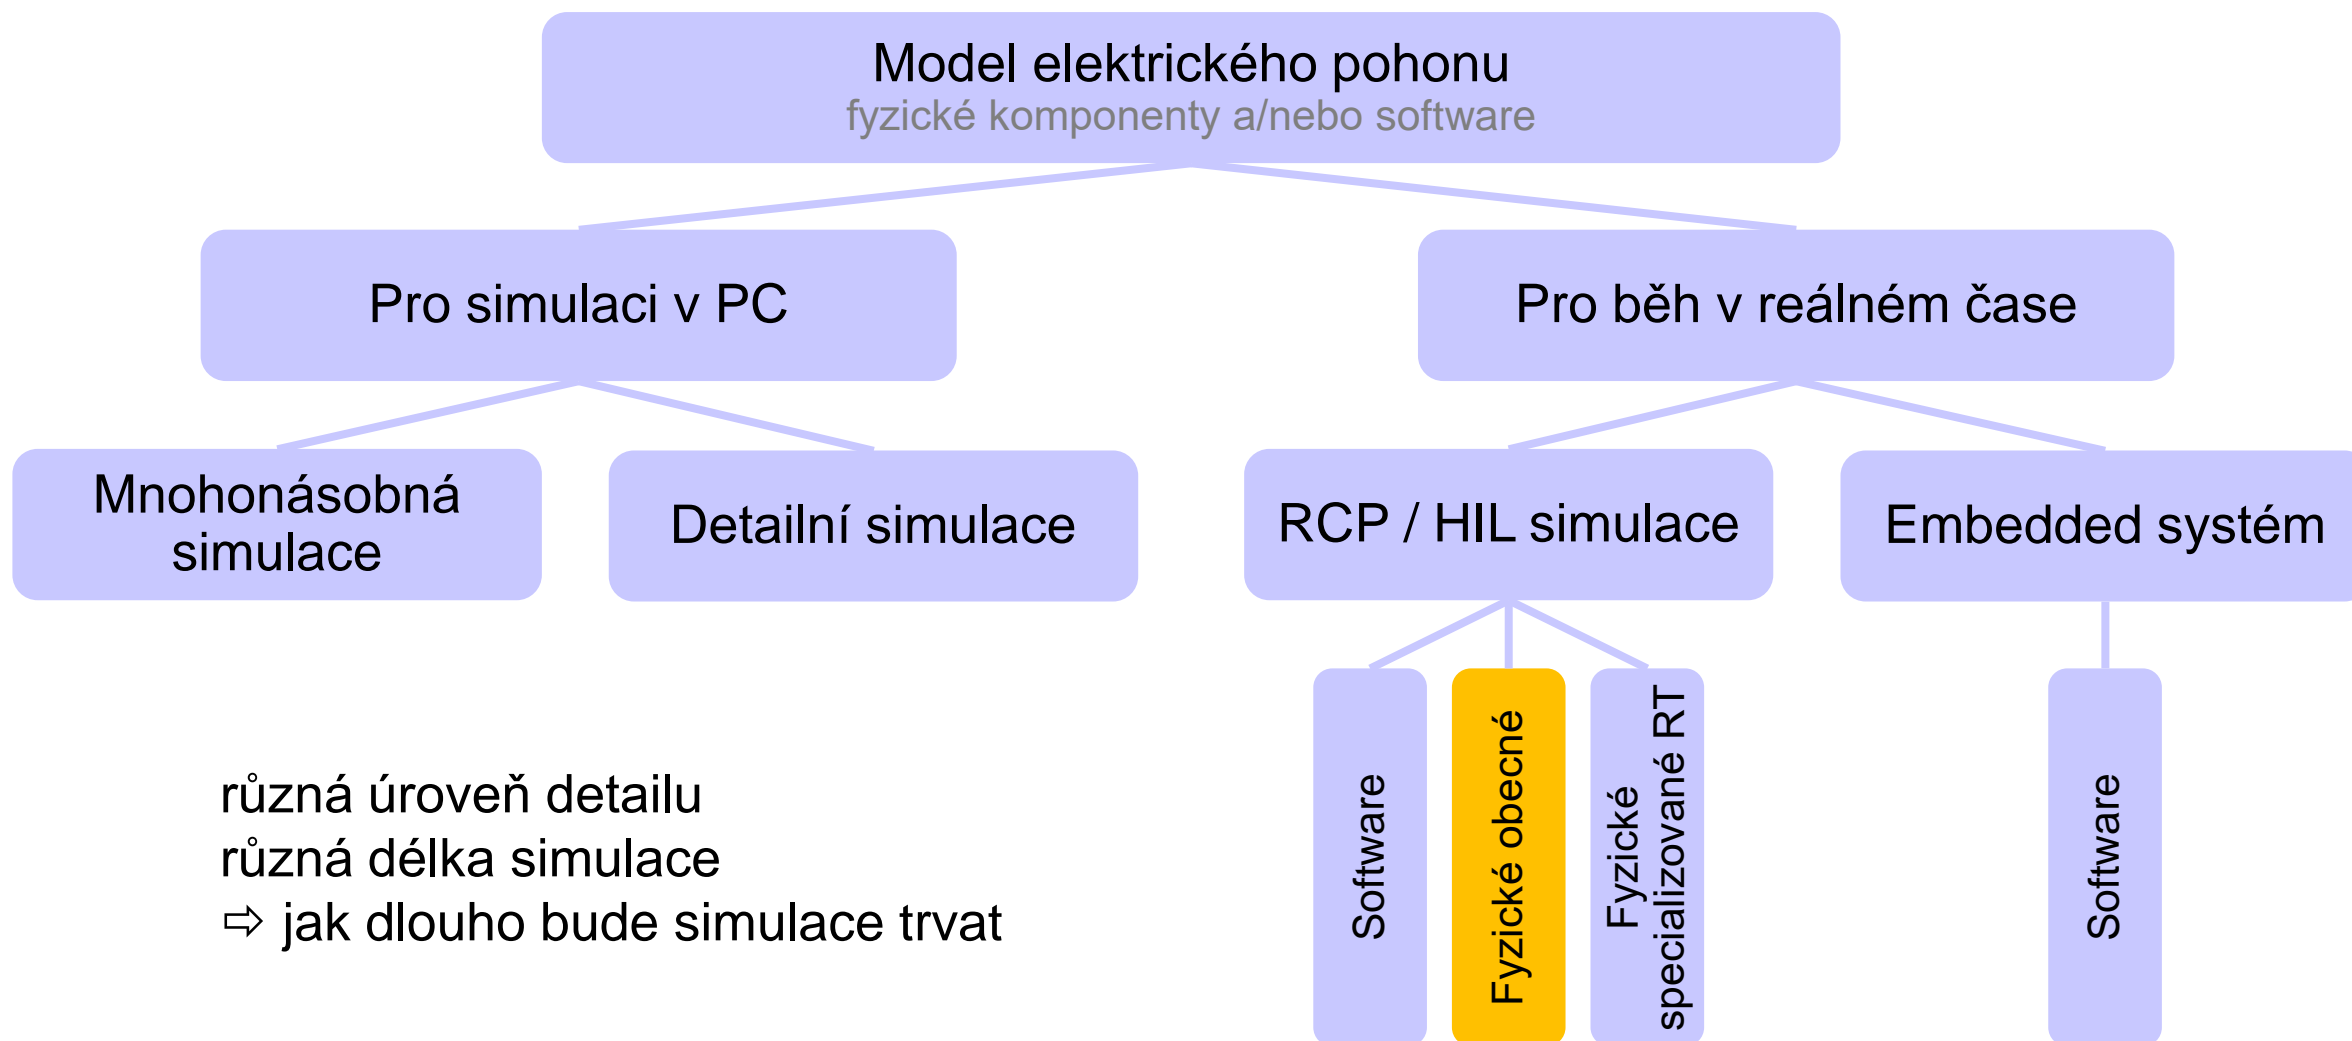 Model elektrického pohonu
fyzické komponenty a/nebo software
Pro simulaci v PC
Pro běh v reálném čase
Mnohonásobná
simulace
Detailní simulace
RCP / HIL simulace
Embedded systém
Software
Fyzické obecné
Fyzické
specializované RT
Software
různá úroveň detailu
různá délka simulace
⇨ jak dlouho bude simulace trvat